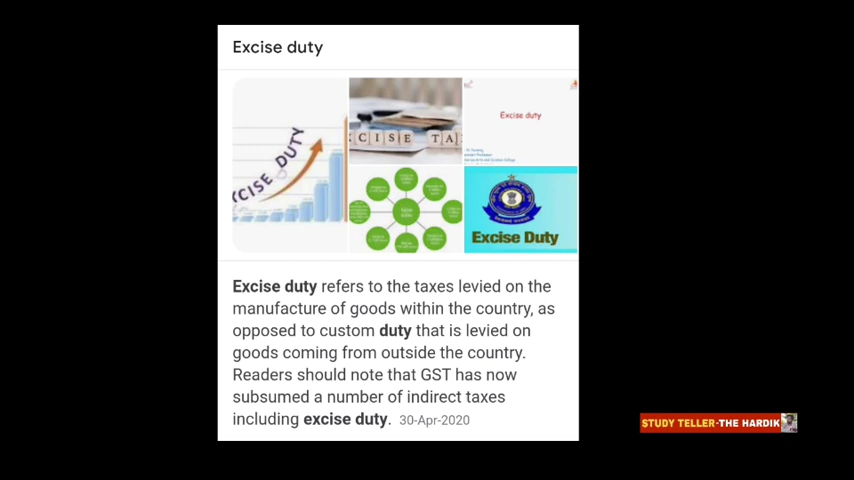 Excise duty
CISE DUTY
CISE TA
Excise duty
Excise Duty
Excise duty refers to the taxes levied on the
manufacture of goods within the country, as
opposed to custom duty that is levied on
goods coming from outside the country.
Readers should note that GST has now
subsumed a number of indirect taxes
including excise duty. 30-Apr-2020
STUDY TELLER-THE HARDIK